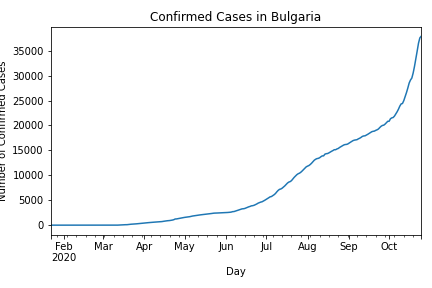 Confirmed Cases in Bulgaria
Number of Confirmed Cases
35000
30000
25000
20000
15000
10000
5000
0
Feb Mar Apr May Jun Jul Aug Sep Oct
2020
Day